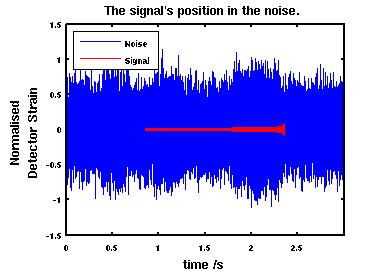 The signal's position in the noise.
Normalised
Detector Strain
1.5
1
0.5
0
-0.5
-1
-1.5
Noise
Signal
0 0.5 1 1.5 2 2.5
time /s